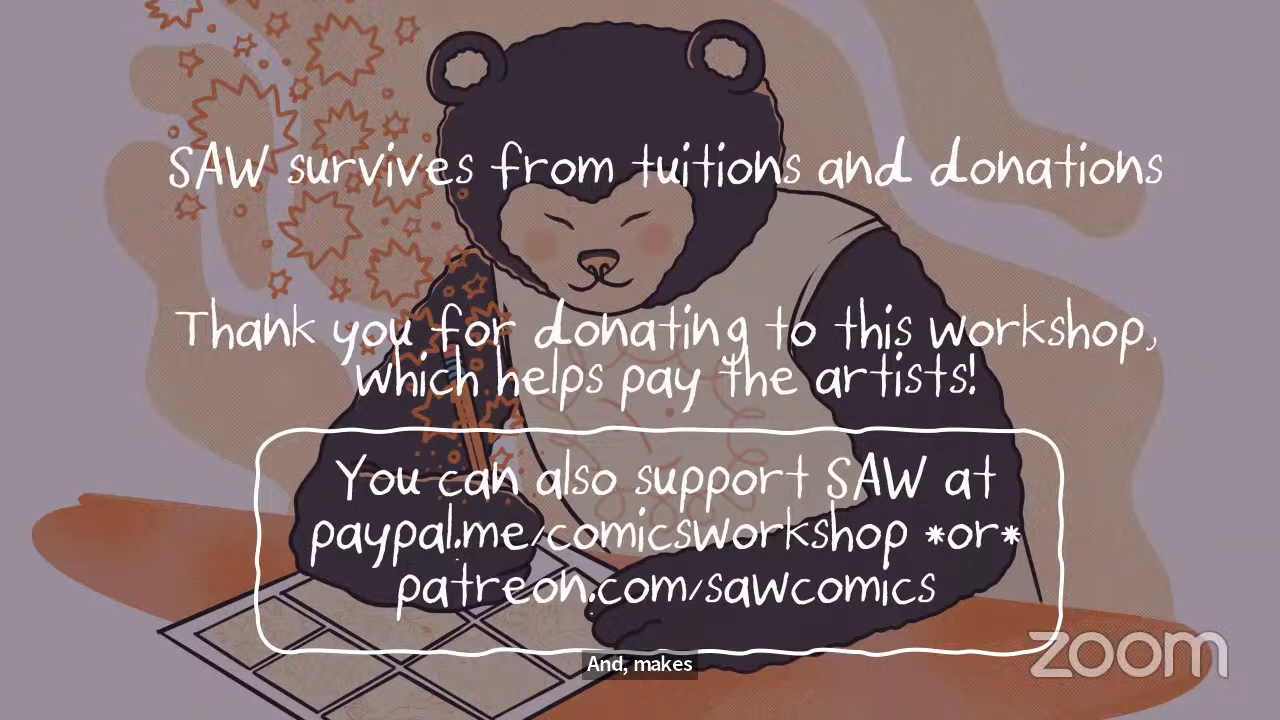 SAW survives from tuitions and donations
Thank you for donating to this workshop,
which helps pay the artists!
You can also support SAW at
paypal.me/comicsworkshop *or*
patreon.com/sawcomics
zoom
And, makes